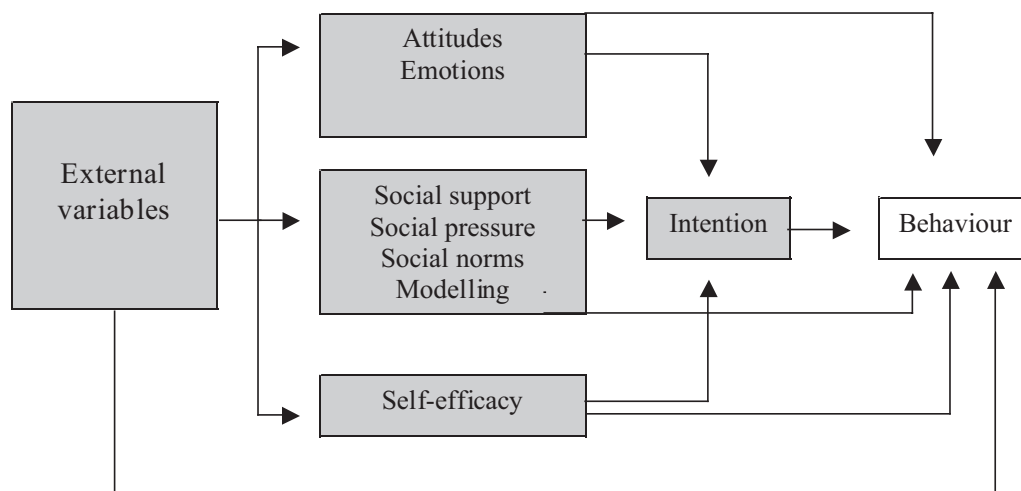 External
variables
Attitudes
Emotions
Social support
Social pressure
Social norms
Modelling
Self-efficacy
Intention
Behaviour